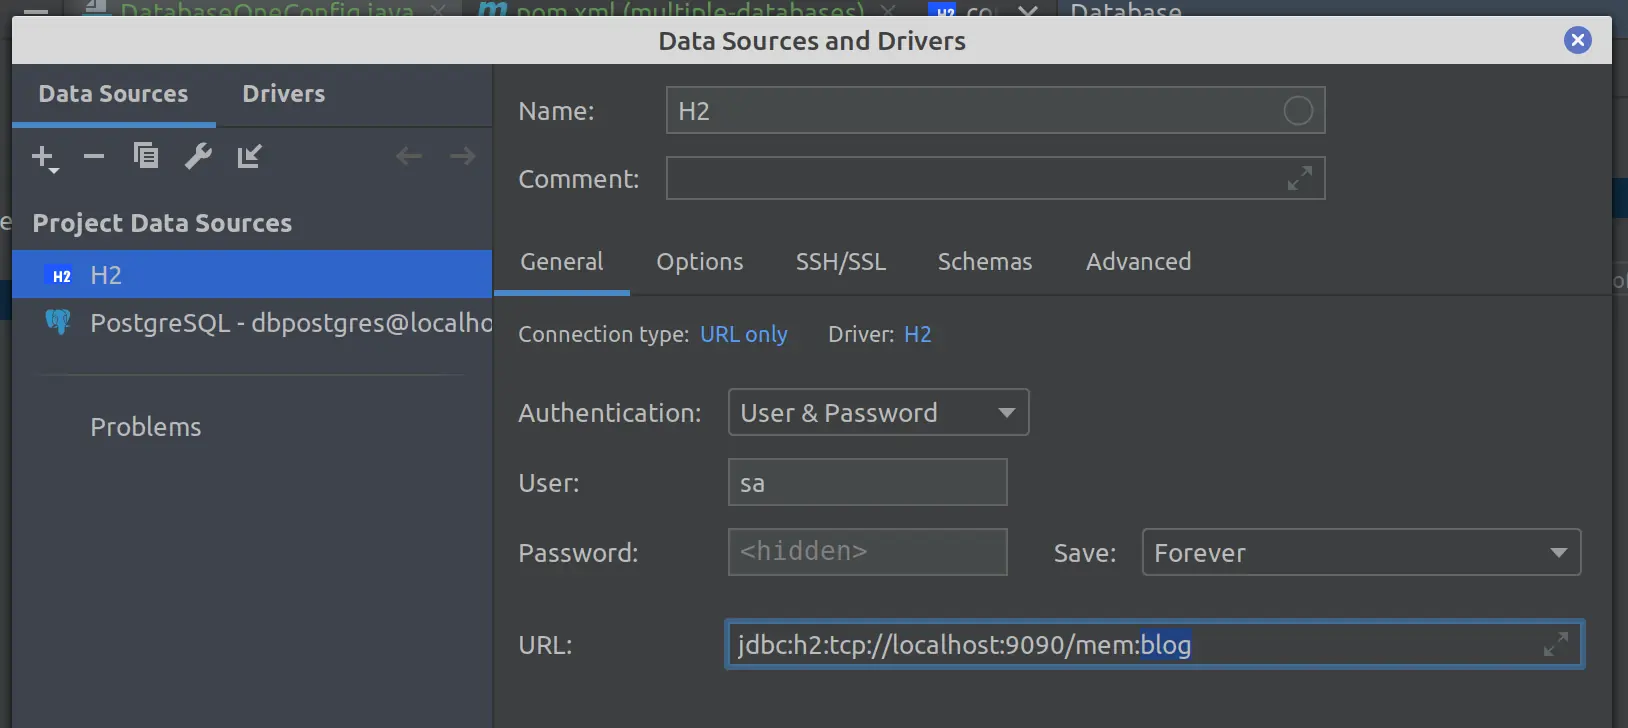 DatabaseOneConfig.java pom.xml (multiple-databases) H2 co Database
Data Sources and Drivers
Data Sources Drivers
Name: H2
Comment:
Project Data Sources
H2 H2
PostgreSQL - dbpostgres@localho
Problems
General Options SSH/SSL Schemas Advanced
Connection type: URL only Driver: H2
Authentication: User & Password
User: sa
Password: <hidden> Save: Forever
URL: jdbc:h2:tcp://localhost:9090/mem:blog